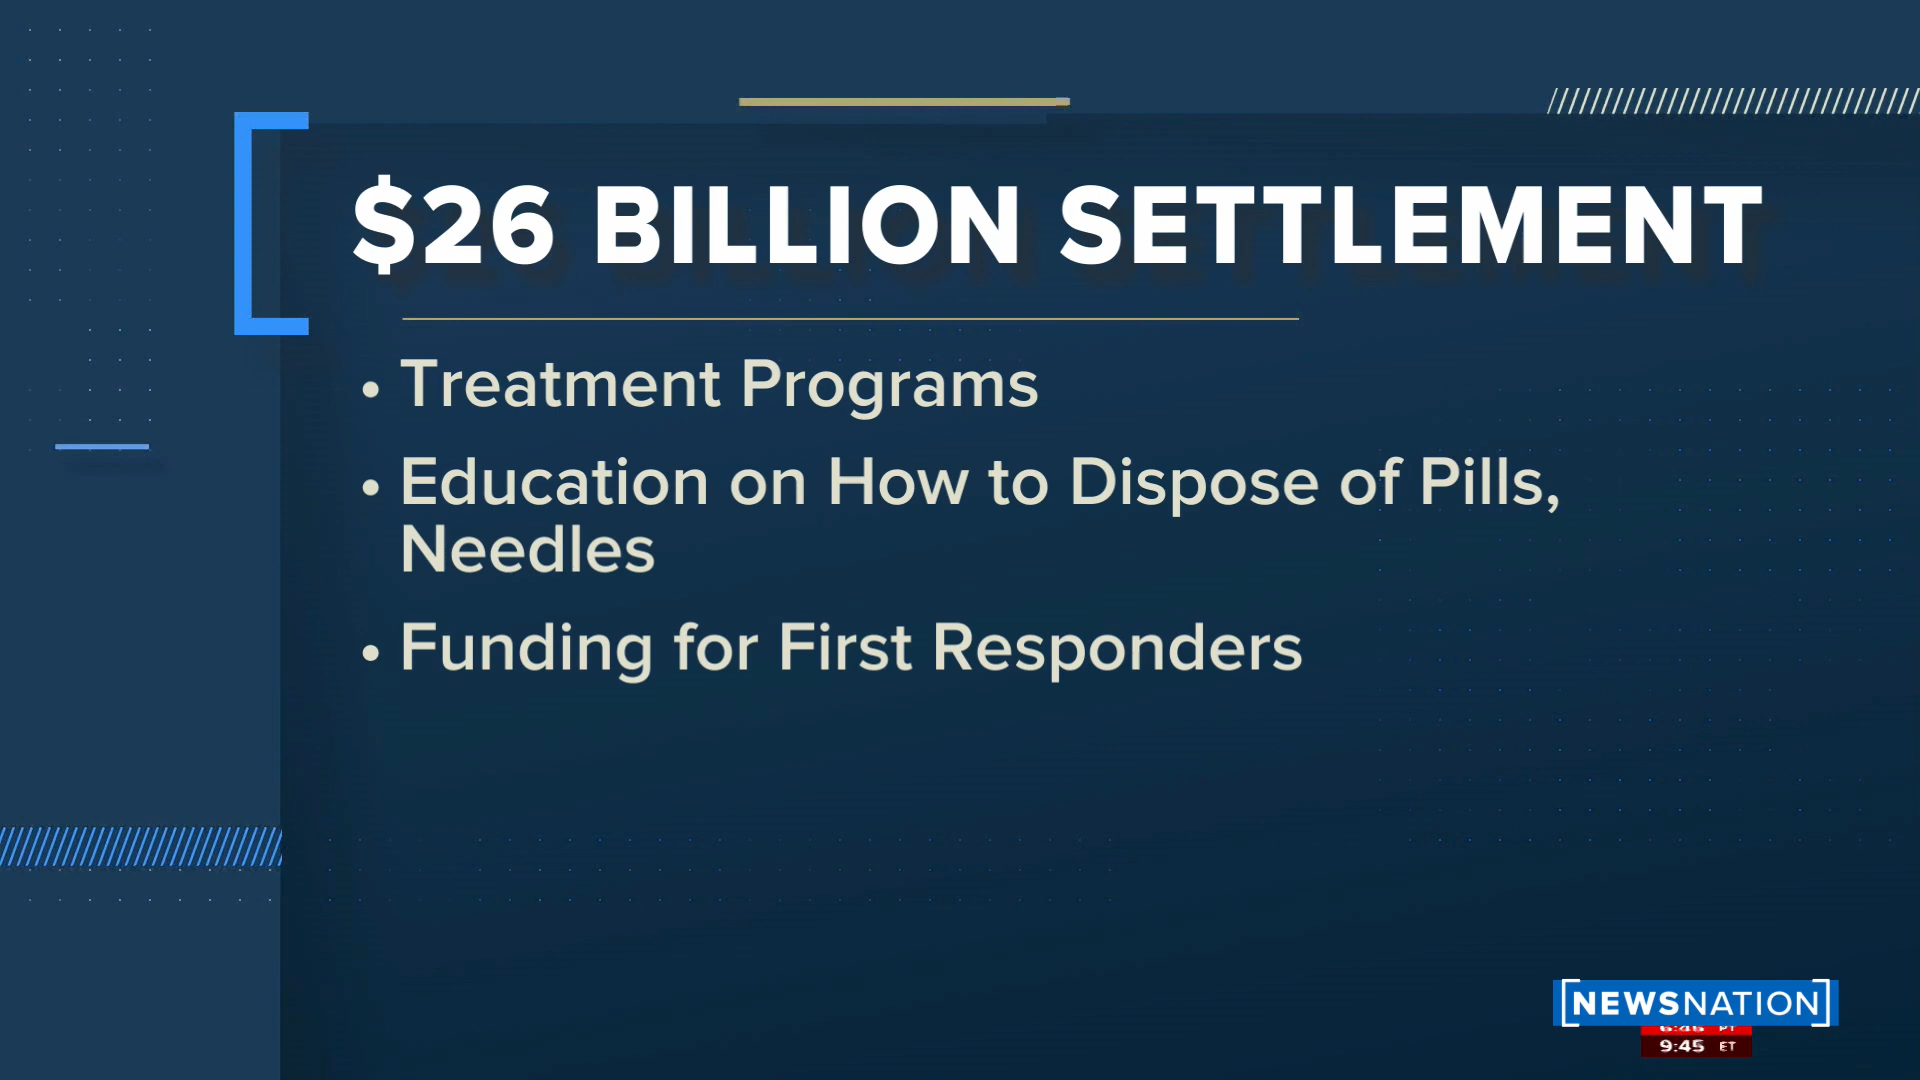 $26 BILLION SETTLEMENT
• Treatment Programs
• Education on How to Dispose of Pills,
Needles
• Funding for First Responders
[NEWSNATION]
9:45 ET